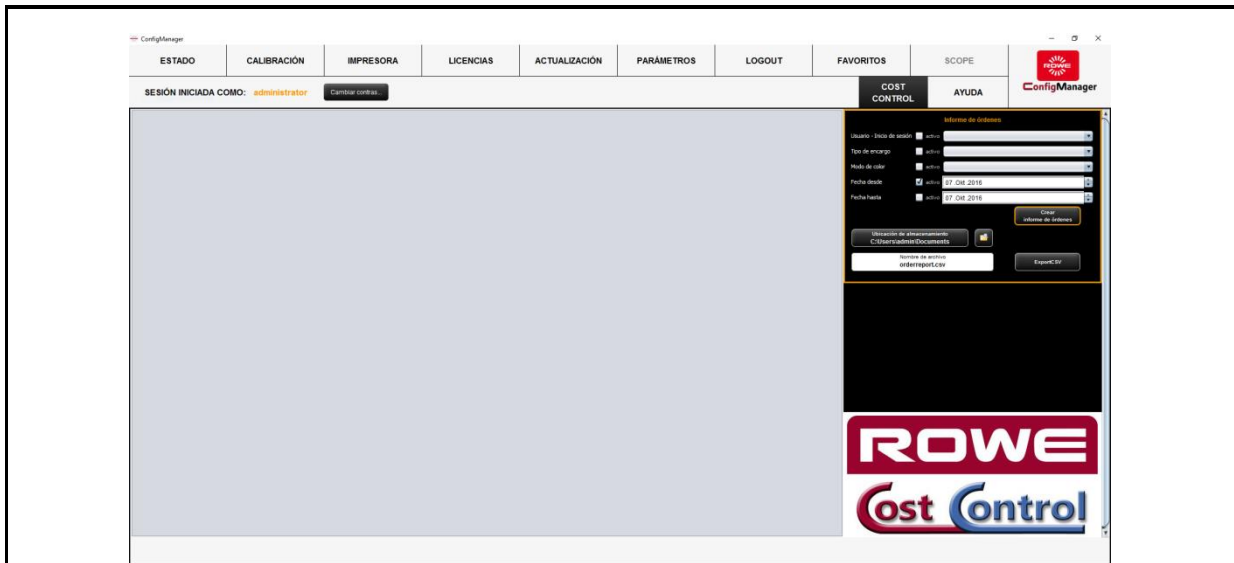 ConfigManager
ESTADO CALIBRACIÓN IMPRESORA LICENCIAS ACTUALIZACIÓN PARÁMETROS LOGOUT FAVORITOS SCOPE
ROWE
ConfigManager
SESIÓN INICIADA COMO: administrator Cambiar contras... COST CONTROL AYUDA
Informe de órdenes
Usuario - Inicio de sesión activo
Tipo de encargo activo
Modo de color activo
Fecha desde activo 07 .Okt .2016
Fecha hasta activo 07 .Okt .2016
Crear
informe de órdenes
Ubicación de almacenamiento
C:\Users\admin\Documents
Nombre de archivo
orderreport.csv
ExportCSV
ROWE
Cost Control